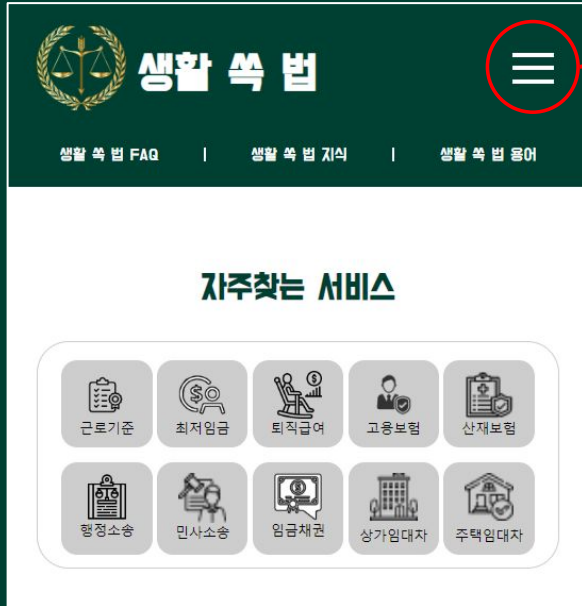 생활 쏙 법
생활 쏙 법 FAQ | 생활 쏙 법 지식 | 생활 쏙 법 용어
자주찾는 서비스
근로기준 최저임금 퇴직급여 고용보험 산재보험
행정소송 민사소송 임금채권 상가임대차 주택임대차